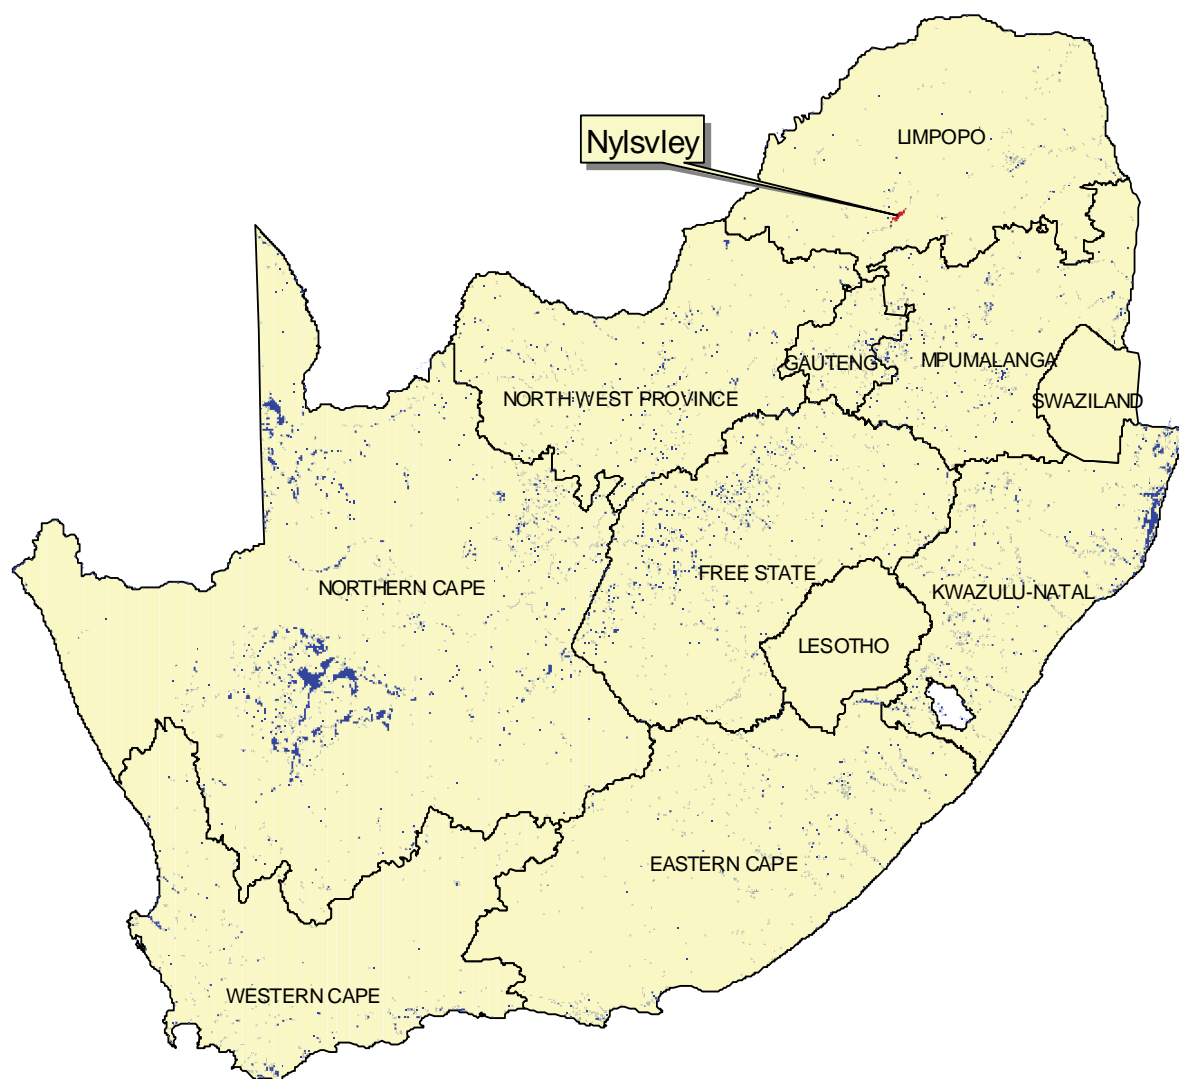 LIMPOPO
Nylsvley
GAUTENG
MPUMALANGA
NORTH WEST PROVINCE
SWAZILAND
FREE STATE
NORTHERN CAPE
KWAZULU-NATAL
LESOTHO
EASTERN CAPE
WESTERN CAPE